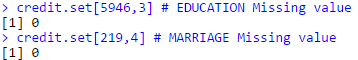 > credit.set[5946,3] # EDUCATION Missing value
[1] 0
> credit.set[219,4] # MARRIAGE Missing value
[1] 0